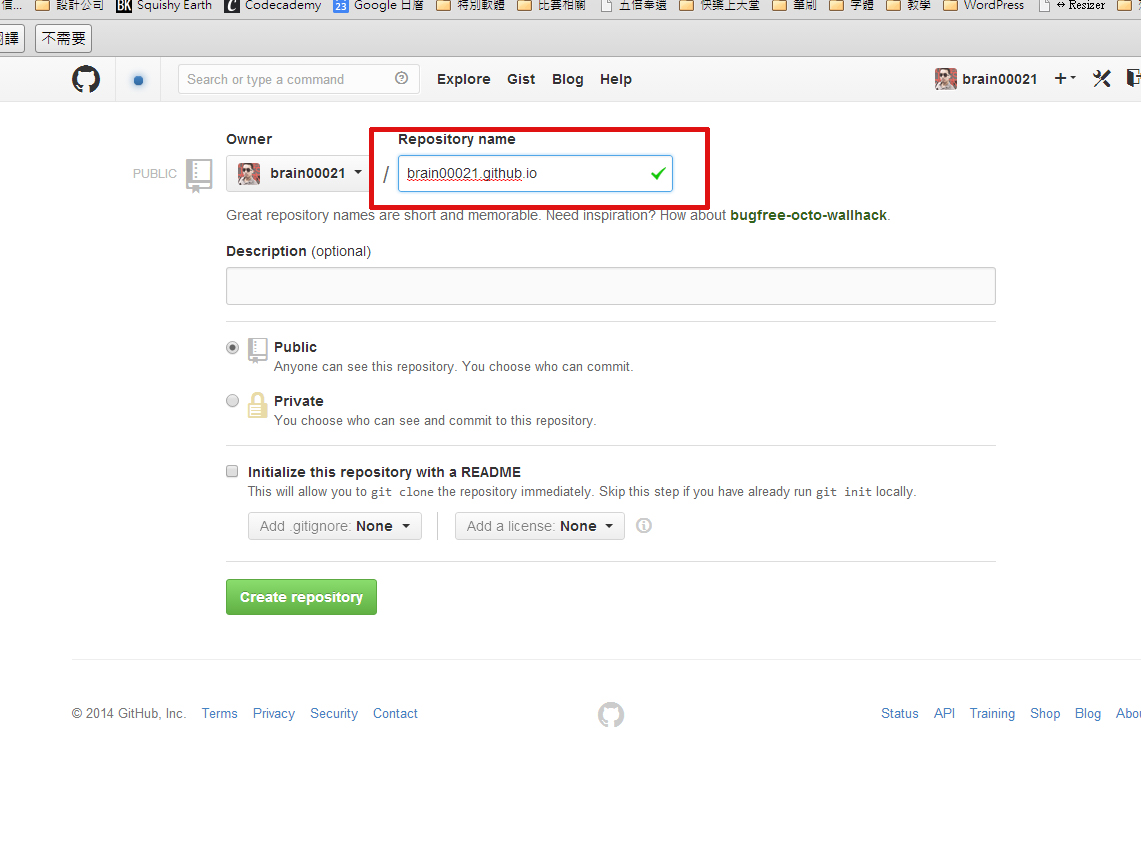 信... 設計公司 BK Squishy Earth C Codecademy 23 Google 日曆 特別軟體 比雲相關 五倍奉還 快樂上天堂 筆刷 字體 教學 WordPress ↔ Resizer
翻譯 不需要
Search or type a command Explore Gist Blog Help brain00021
Owner Repository name
PUBLIC brain00021 / brain00021.github.io
Great repository names are short and memorable. Need inspiration? How about bugfree-octo-wallhack.
Description (optional)
Public
Anyone can see this repository. You choose who can commit.
Private
You choose who can see and commit to this repository.
Initialize this repository with a README
This will allow you to git clone the repository immediately. Skip this step if you have already run git init locally.
Add .gitignore: None Add a license: None
Create repository
© 2014 GitHub, Inc. Terms Privacy Security Contact Status API Training Shop Blog Abou